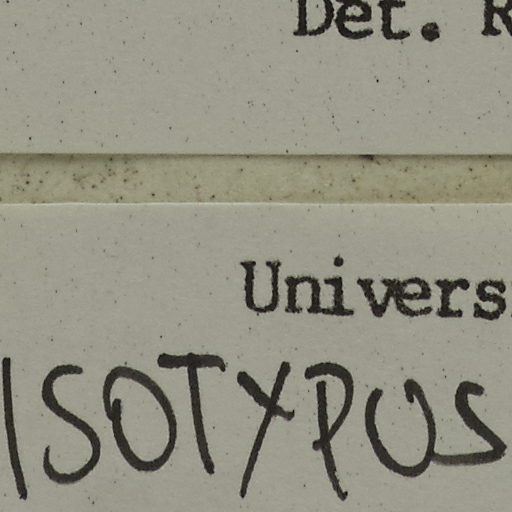 Det. R
Univers
ISOTYPUS